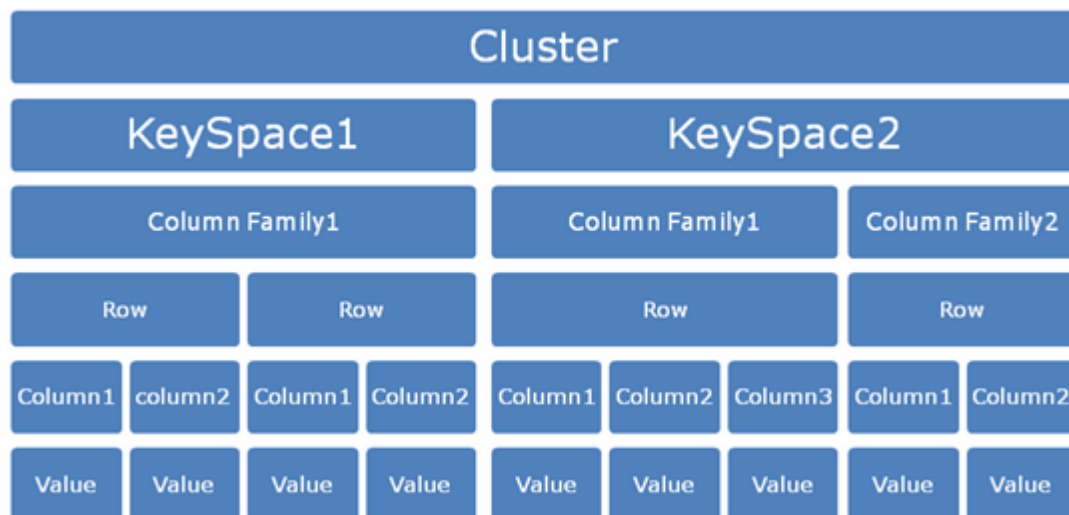 Cluster
KeySpace1 KeySpace2
Column Family1 Column Family1 Column Family2
Row Row Row Row
Column1 column2 Column1 Column2 Column1 Column2 Column3 Column1 Column2
Value Value Value Value Value Value Value Value Value